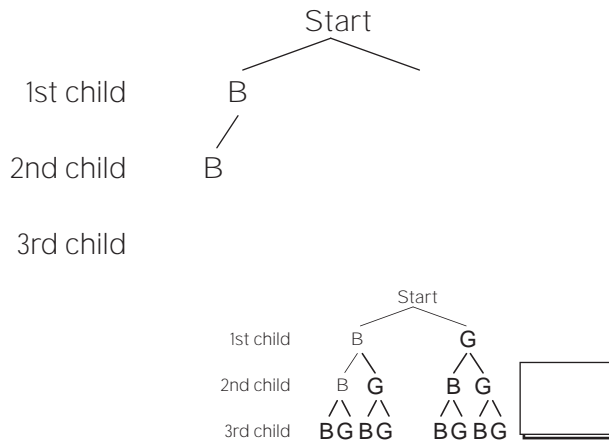 Start
1st child B
2nd child B
3rd child
Start
1st child B G
2nd child B G B G
3rd child B G B G B G B G